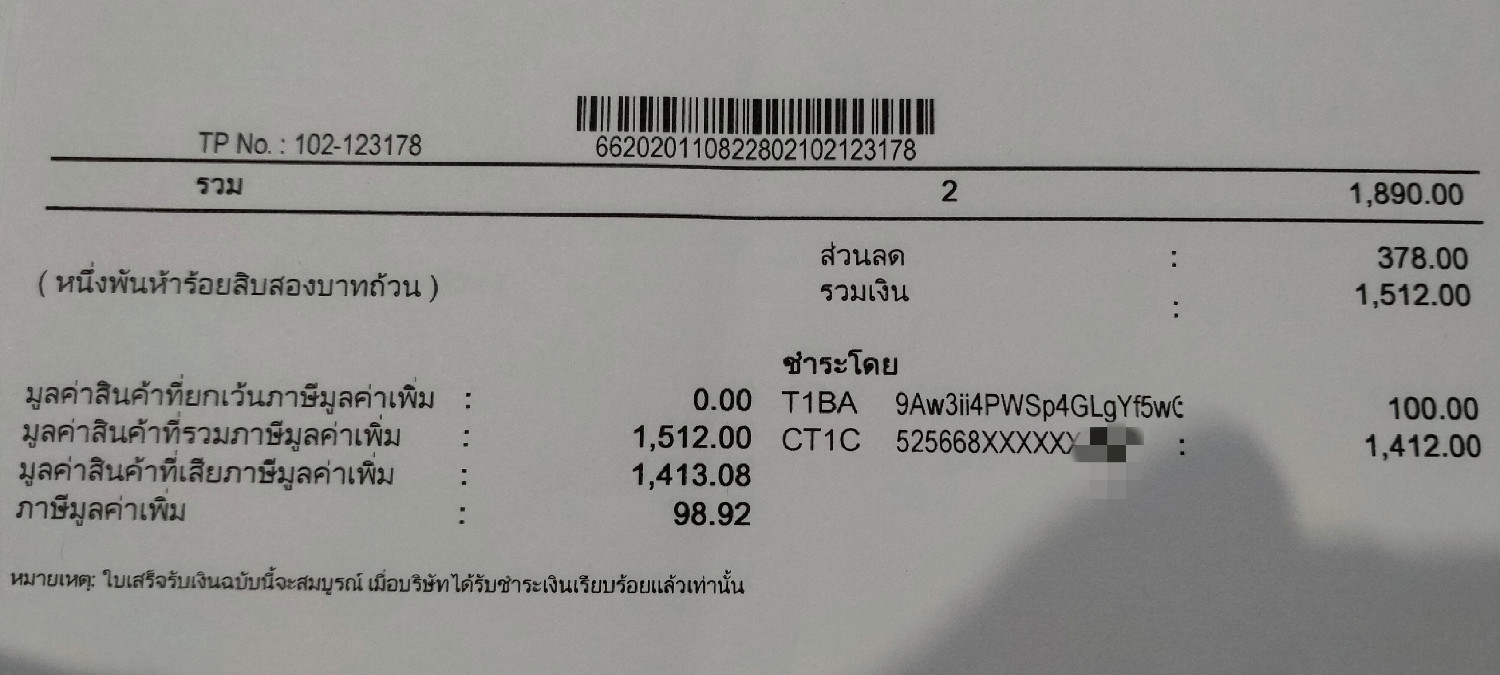 TP No. : 102-123178
66202011082280210212​3178
รวม 2 1,890.00
ส่วนลด : 378.00
( หนึ่งพันห้าร้อยสิบสองบาทถ้วน ) รวมเงิน : 1,512.00
ชำระโดย
มูลค่าสินค้าที่ยกเว้นภาษีมูลค่าเพิ่ม : 0.00 T1BA 9Aw3ii4PWSp4GLgYf5w 100.00
มูลค่าสินค้าที่รวมภาษีมูลค่าเพิ่ม : 1,512.00 CT1C 525668XXXXXX : 1,412.00
มูลค่าสินค้าที่เสียภาษีมูลค่าเพิ่ม : 1,413.08
ภาษีมูลค่าเพิ่ม : 98.92
หมายเหตุ: ใบเสร็จรับเงินฉบับนี้จะสมบูรณ์ เมื่อบริษัทได้รับชำระเงินเรียบร้อยแล้วเท่านั้น